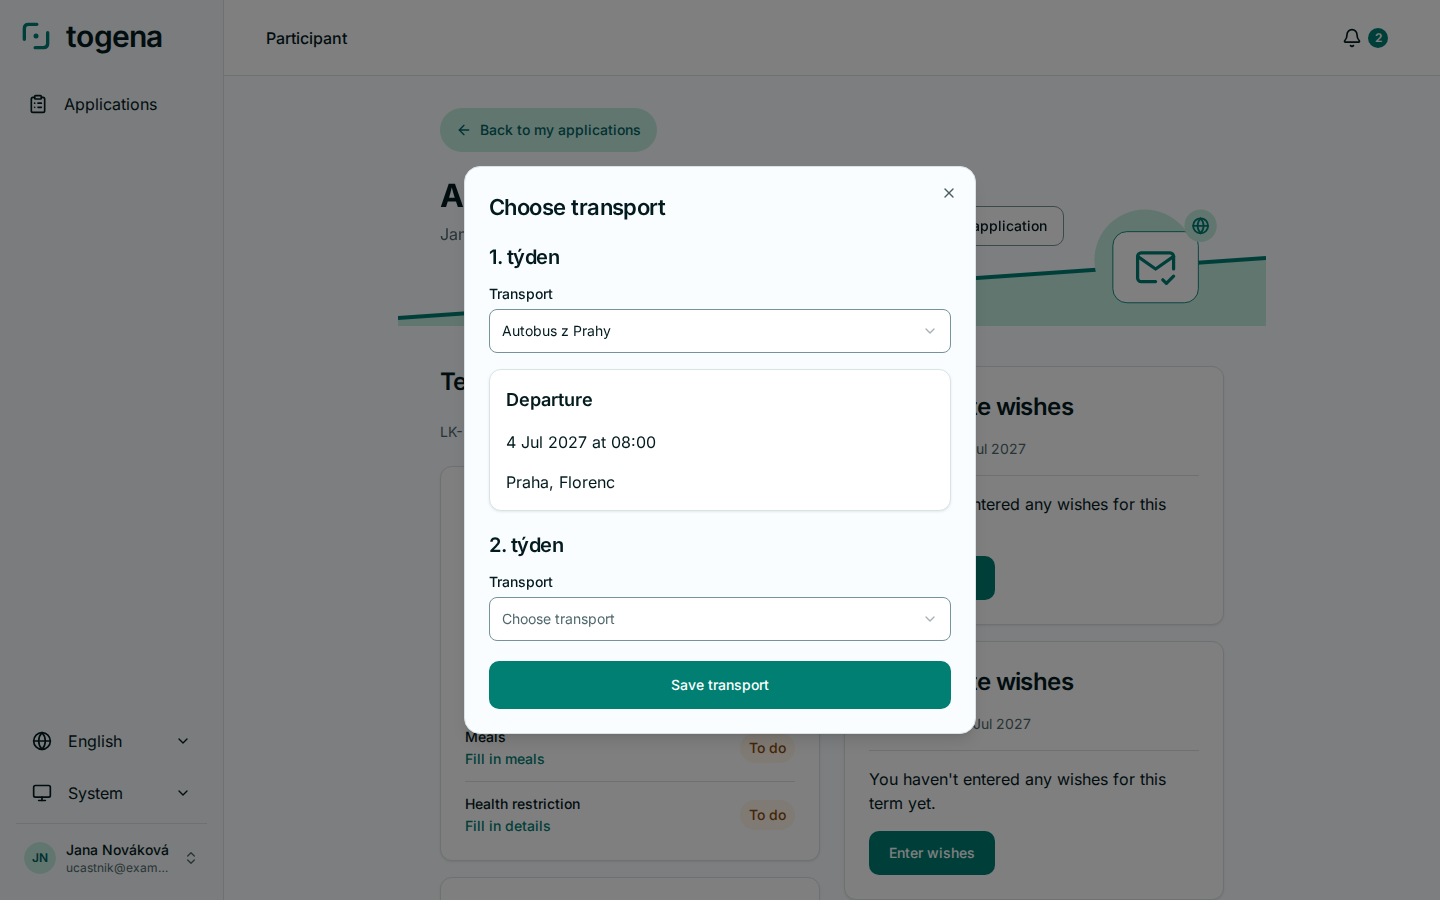 togena
Participant
2
Applications
Back to my applications
application
Choose transport
1. týden
Transport
Autobus z Prahy
Departure
4 Jul 2027 at 08:00
Praha, Florenc
2. týden
Transport
Choose transport
Save transport
LK-
wishes
Jul 2027
entered any wishes for this
wishes
Jul 2027
You haven't entered any wishes for this
term yet.
Enter wishes
Meals
Fill in meals
To do
Health restriction
Fill in details
To do
English
System
JN
Jana Nováková
ucastnik@exam...